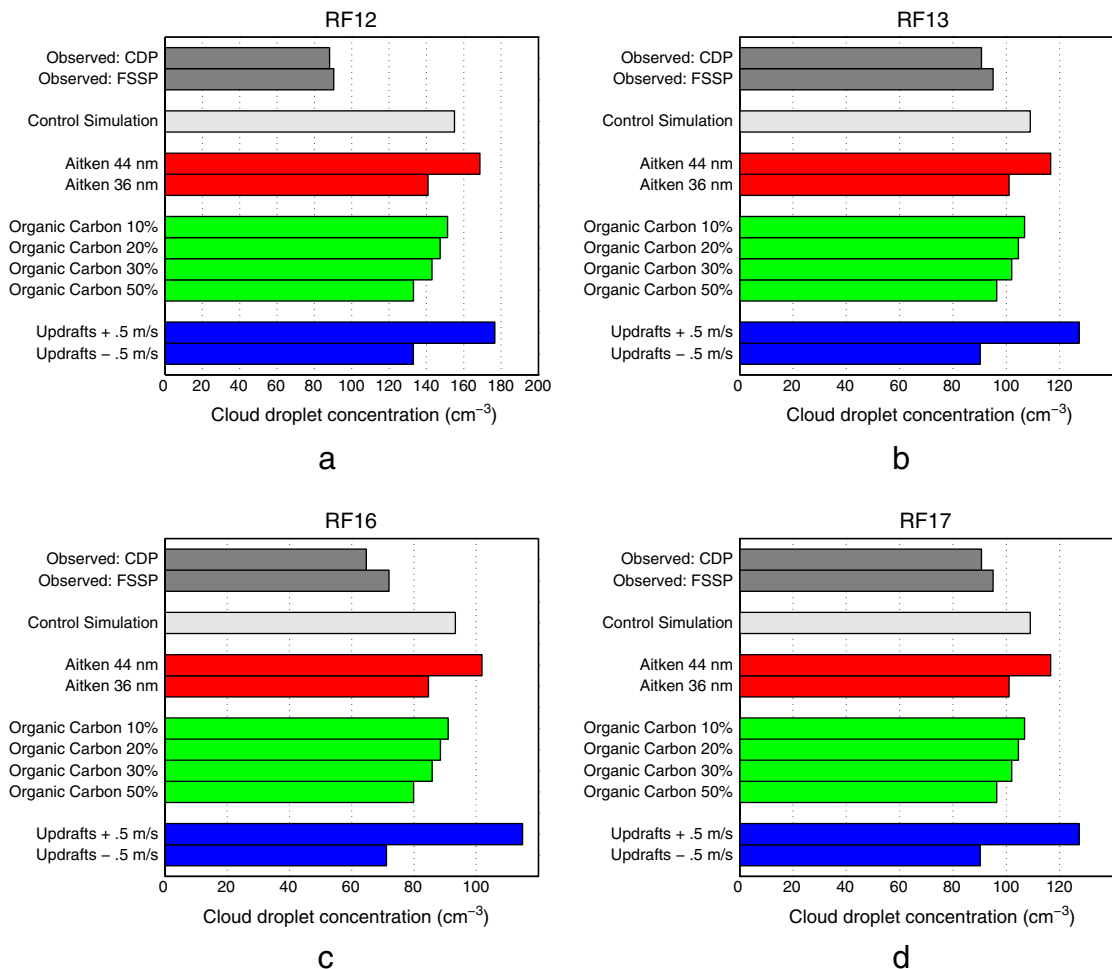 RF12
Observed: CDP
Observed: FSSP
Control Simulation
Aitken 44 nm
Aitken 36 nm
Organic Carbon 10%
Organic Carbon 20%
Organic Carbon 30%
Organic Carbon 50%
Updrafts + .5 m/s
Updrafts − .5 m/s
0 20 40 60 80 100 120 140 160 180 200
Cloud droplet concentration (cm⁻³)
a
RF13
Observed: CDP
Observed: FSSP
Control Simulation
Aitken 44 nm
Aitken 36 nm
Organic Carbon 10%
Organic Carbon 20%
Organic Carbon 30%
Organic Carbon 50%
Updrafts + .5 m/s
Updrafts − .5 m/s
0 20 40 60 80 100 120
Cloud droplet concentration (cm⁻³)
b
RF16
Observed: CDP
Observed: FSSP
Control Simulation
Aitken 44 nm
Aitken 36 nm
Organic Carbon 10%
Organic Carbon 20%
Organic Carbon 30%
Organic Carbon 50%
Updrafts + .5 m/s
Updrafts − .5 m/s
0 20 40 60 80 100
Cloud droplet concentration (cm⁻³)
c
RF17
Observed: CDP
Observed: FSSP
Control Simulation
Aitken 44 nm
Aitken 36 nm
Organic Carbon 10%
Organic Carbon 20%
Organic Carbon 30%
Organic Carbon 50%
Updrafts + .5 m/s
Updrafts − .5 m/s
0 20 40 60 80 100 120
Cloud droplet concentration (cm⁻³)
d